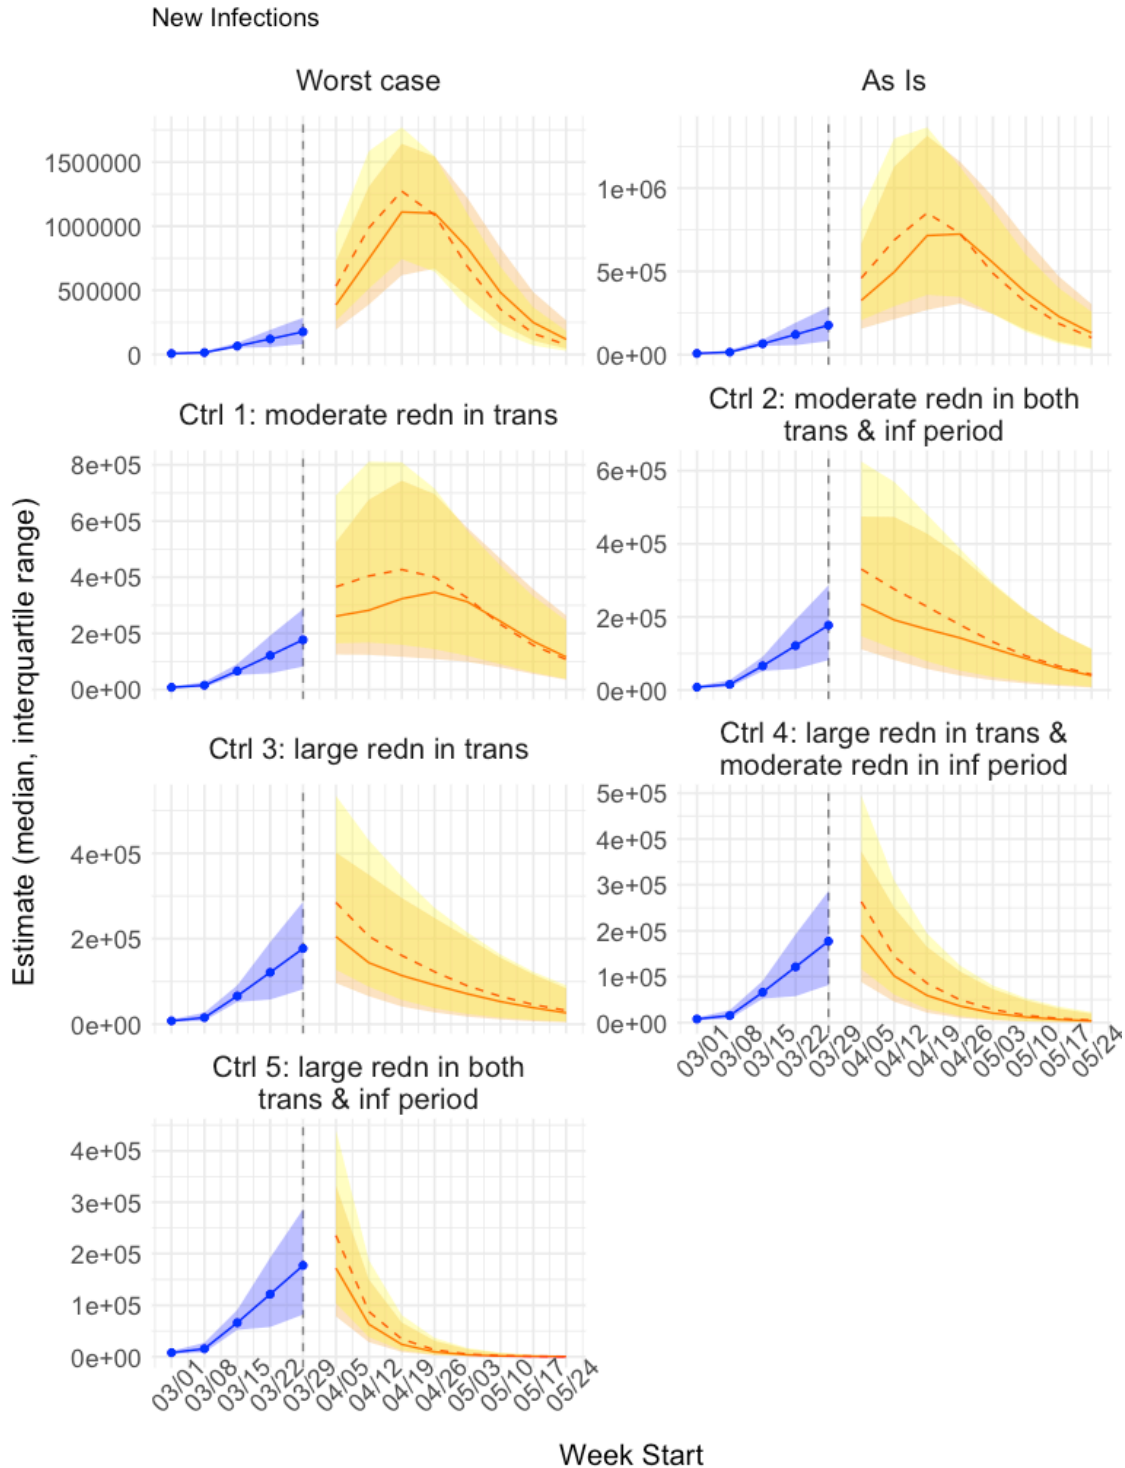 New Infections
Worst case
As Is
1500000
1000000
500000
0
1e+06
5e+05
0e+00
Ctrl 1: moderate redn in trans
Ctrl 2: moderate redn in both
trans & inf period
8e+05
6e+05
4e+05
2e+05
0e+00
6e+05
4e+05
2e+05
0e+00
Ctrl 3: large redn in trans
Ctrl 4: large redn in trans &
moderate redn in inf period
4e+05
2e+05
0e+00
5e+05
4e+05
3e+05
2e+05
1e+05
0e+00
03/01 03/08 03/15 03/22 03/29 04/05 04/12 04/19 04/26 05/03 05/10 05/17 05/24
Ctrl 5: large redn in both
trans & inf period
4e+05
3e+05
2e+05
1e+05
0e+00
03/01 03/08 03/15 03/22 03/29 04/05 04/12 04/19 04/26 05/03 05/10 05/17 05/24
Estimate (median, interquartile range)
Week Start